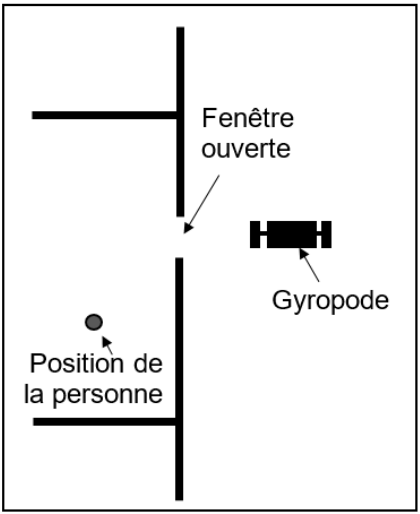 Fenêtre
ouverte
Gyropode
Position de
la personne